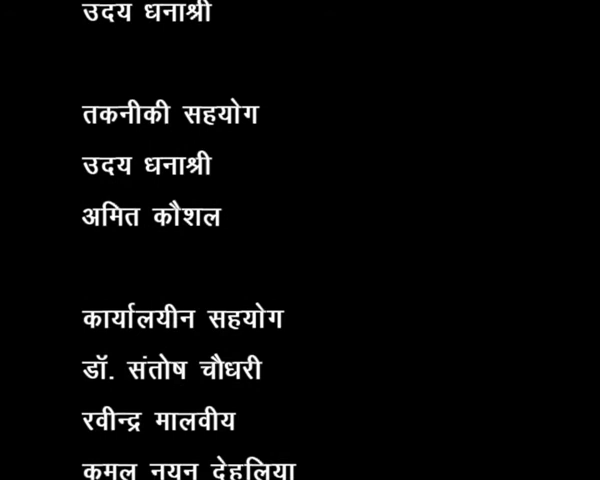 उदय धनाश्री
तकनीकी सहयोग
उदय धनाश्री
अमित कौशल
कार्यालयीन सहयोग
डॉ. संतोष चौधरी
रवीन्द्र मालवीय
कमल नयन देहलिया